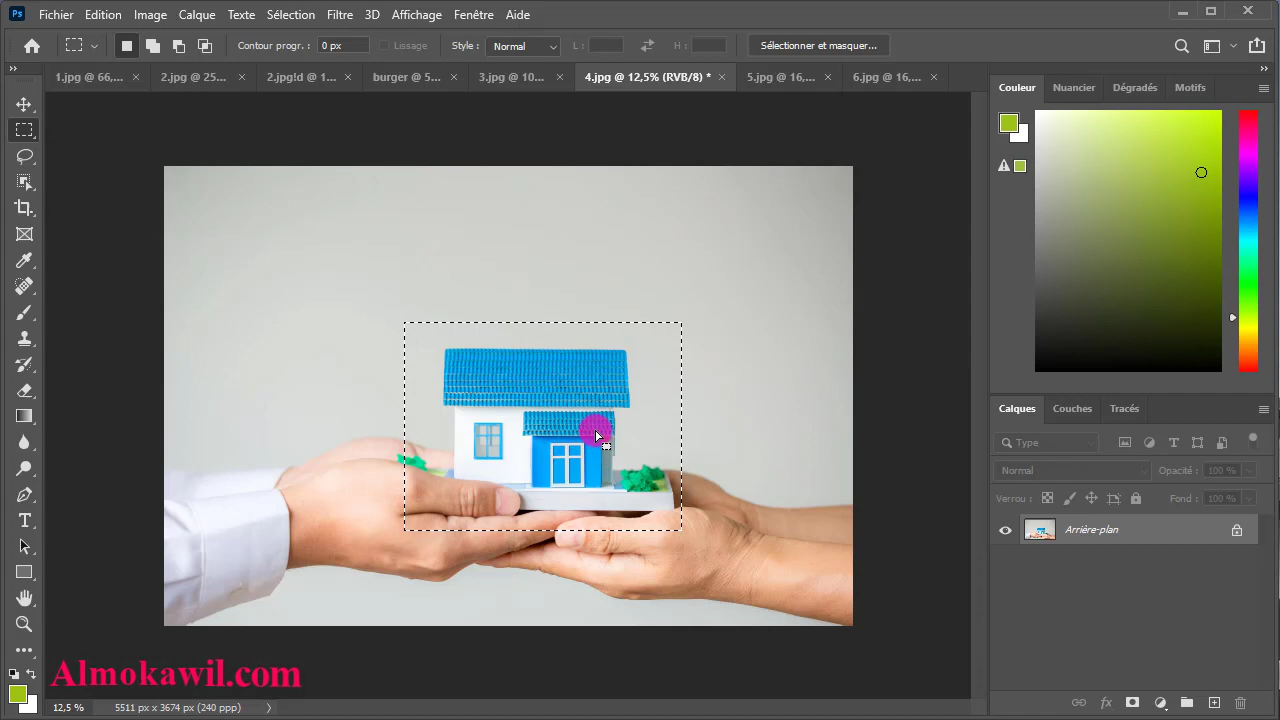 Ps Fichier Edition Image Calque Texte Sélection Filtre 3D Affichage Fenêtre Aide
Contour progr. : 0 px Lissage Style : Normal L : H : Sélectionner et masquer...
1.jpg @ 66,... 2.jpg @ 25... 2.jpg!d @ 1... burger @ 5... 3.jpg @ 10... 4.jpg @ 12,5% (RVB/8) * 5.jpg @ 16,... 6.jpg @ 16,...
Couleur Nuancier Dégradés Motifs
Calques Couches Tracés
Type
Normal Opacité : 100 %
Verrou : Fond : 100 %
Arrière-plan
Almokawil.com
12,5 % 5511 px x 3674 px (240 ppp)